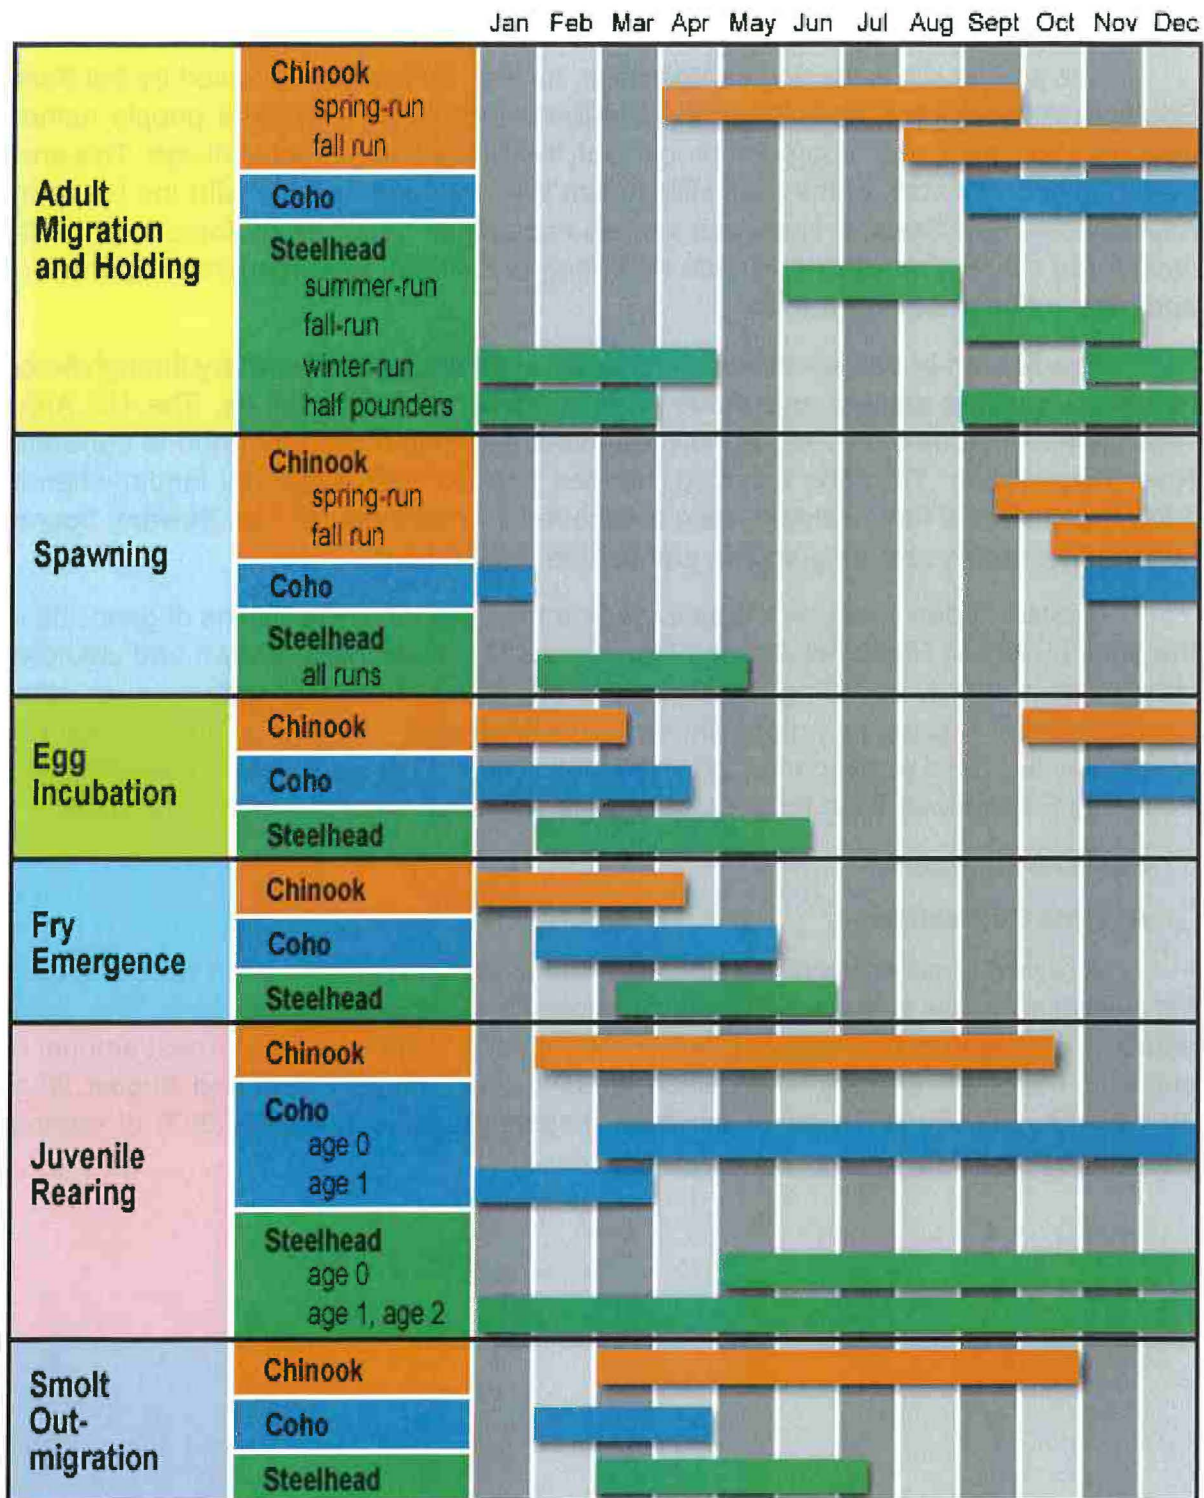 Jan Feb Mar Apr May Jun Jul Aug Sept Oct Nov Dec
Adult
Migration
and Holding
Chinook
spring-run
fall run
Coho
Steelhead
summer-run
fall-run
winter-run
half pounders
Spawning
Chinook
spring-run
fall run
Coho
Steelhead
all runs
Egg
Incubation
Chinook
Coho
Steelhead
Fry
Emergence
Chinook
Coho
Steelhead
Juvenile
Rearing
Chinook
Coho
age 0
age 1
Steelhead
age 0
age 1, age 2
Smolt
Out-
migration
Chinook
Coho
Steelhead